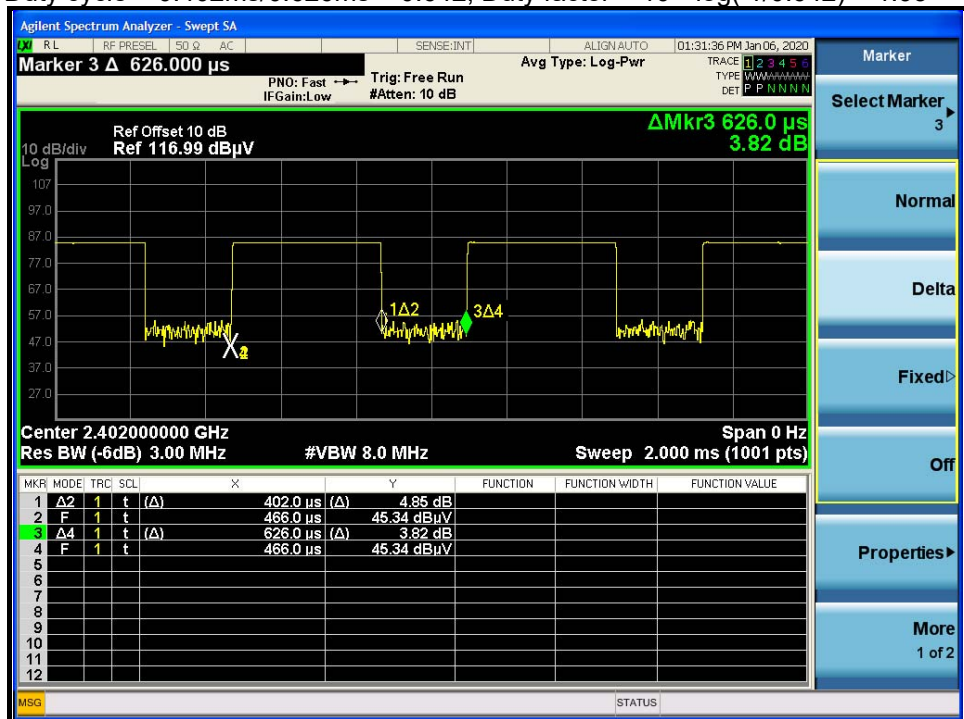 Agilent Spectrum Analyzer - Swept SA
LXI RL RF PRESEL 50 Ω AC SENSE:INT ALIGN AUTO 01:31:36 PM Jan 06, 2020
Marker 3 Δ 626.000 µs Avg Type: Log-Pwr TRACE 1 2 3 4 5 6
PNO: Fast Trig: Free Run TYPE WWWWWWW
IFGain:Low #Atten: 10 dB DET P P N N N N
ΔMkr3 626.0 µs
3.82 dB
Ref Offset 10 dB
10 dB/div Ref 116.99 dBµV
Log
107
97.0
87.0
77.0
67.0
57.0
47.0
37.0
27.0
1Δ2 3Δ4
Center 2.402000000 GHz Span 0 Hz
Res BW (-6dB) 3.00 MHz #VBW 8.0 MHz Sweep 2.000 ms (1001 pts)
MKR MODE TRC SCL X Y FUNCTION FUNCTION WIDTH FUNCTION VALUE
1 Δ2 1 t (Δ) 402.0 µs (Δ) 4.85 dB
2 F 1 t 466.0 µs 45.34 dBµV
3 Δ4 1 t (Δ) 626.0 µs (Δ) 3.82 dB
4 F 1 t 466.0 µs 45.34 dBµV
5
6
7
8
9
10
11
12
MSG STATUS
Marker
Select Marker
3
Normal
Delta
Fixed
Off
Properties
More
1 of 2